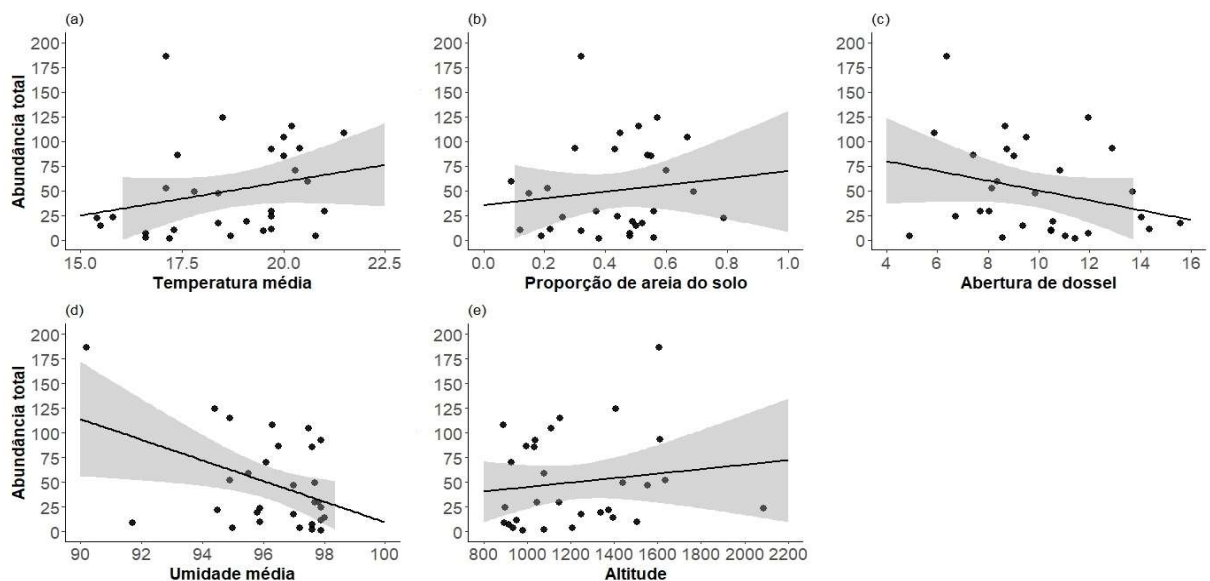 (a)
Abundância total
200
175
150
125
100
75
50
25
0
15.0 17.5 20.0 22.5
Temperatura média
(b)
200
175
150
125
100
75
50
25
0
0.0 0.2 0.4 0.6 0.8 1.0
Proporção de areia do solo
(c)
200
175
150
125
100
75
50
25
0
4 6 8 10 12 14 16
Abertura de dossel
(d)
Abundância total
200
175
150
125
100
75
50
25
0
90 92 94 96 98 100
Umidade média
(e)
200
175
150
125
100
75
50
25
0
800 1000 1200 1400 1600 1800 2000 2200
Altitude